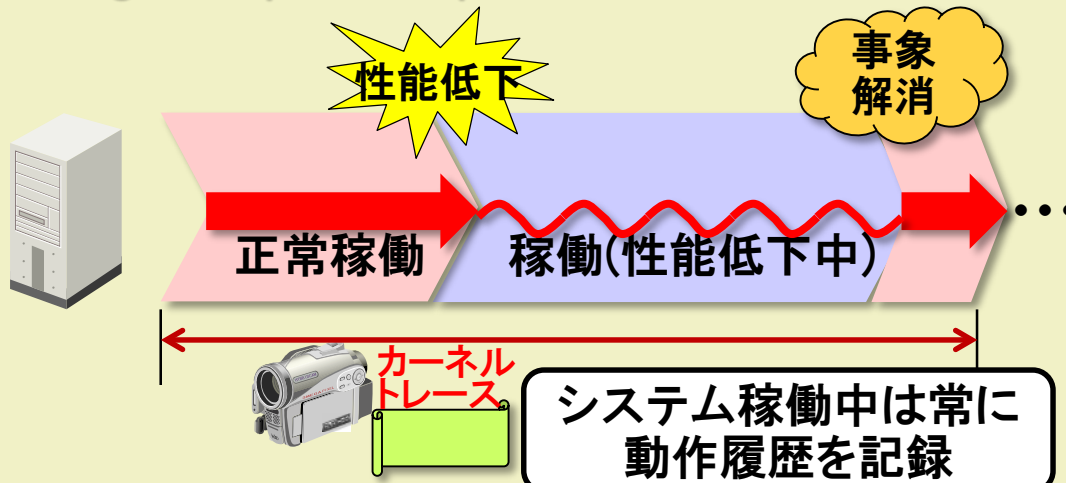 性能低下
事象
解消
正常稼働
稼働(性能低下中)
カーネル
トレース
システム稼働中は常に
動作履歴を記録